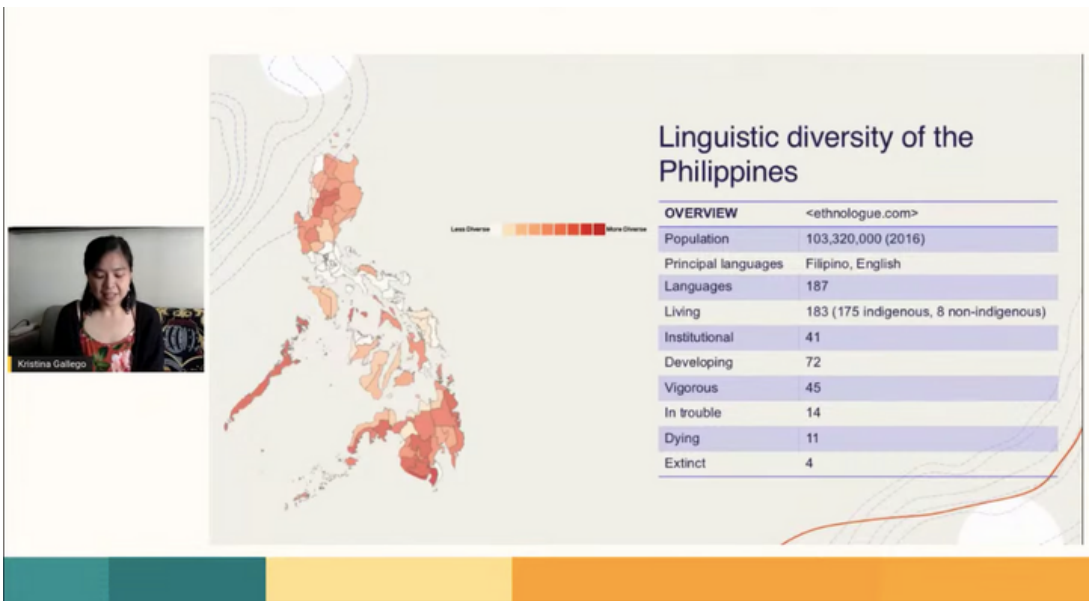 Linguistic diversity of the
Philippines
Less Diverse
More Diverse
OVERVIEW <ethnologue.com>
Population 103,320,000 (2016)
Principal languages Filipino, English
Languages 187
Living 183 (175 indigenous, 8 non-indigenous)
Institutional 41
Developing 72
Vigorous 45
In trouble 14
Dying 11
Extinct 4
Kristina Gallego